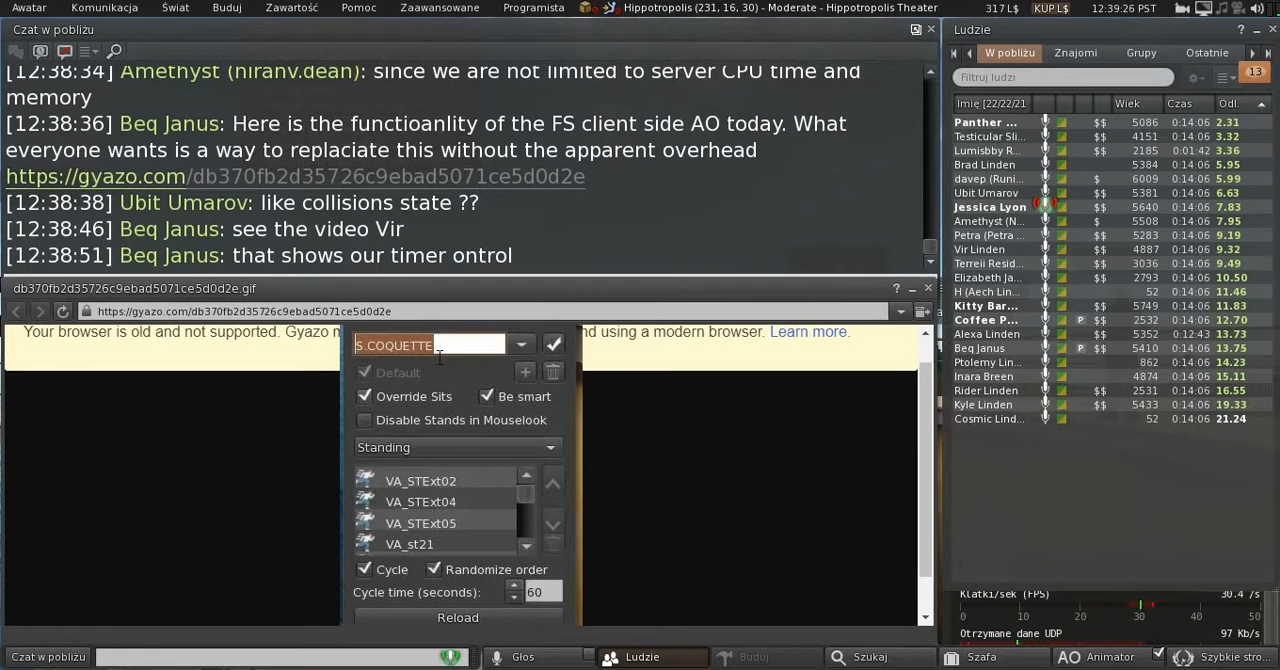 Awatar Komunikacja Świat Buduj Zawartość Pomoc Zaawansowane Programista Hippotropolis (231, 16, 30) - Moderate - Hippotropolis Theater 317 L$ KUP L$ 12:39:26 PST
Czat w pobliżu
[12:38:34] Amethyst (niranv.dean): since we are not limited to server CPU time and
memory
[12:38:36] Beq Janus: Here is the functioanlity of the FS client side AO today. What
everyone wants is a way to replaciate this without the apparent overhead
https://gyazo.com/db370fb2d35726c9ebad5071ce5d0d2e
[12:38:38] Ubit Umarov: like collisions state ??
[12:38:46] Beq Janus: see the video Vir
[12:38:51] Beq Janus: that shows our timer ontrol
db370fb2d35726c9ebad5071ce5d0d2e.gif
https://gyazo.com/db370fb2d35726c9ebad5071ce5d0d2e
Your browser is old and not supported. Gyazo nd using a modern browser. Learn more.
S.COQUETTE
Default
Override Sits Be smart
Disable Stands in Mouselook
Standing
VA_STExt02
VA_STExt04
VA_STExt05
VA_st21
Cycle Randomize order
Cycle time (seconds): 60
Reload
Ludzie
W pobliżu Znajomi Grupy Ostatnie
Filtruj ludzi 13
Imię [22/22/21 Wiek Czas Odl.
Panther ... $$ 5086 0:14:06 2.31
Testicular Sli... $$ 4151 0:14:06 3.32
Lumisbby R... $$ 2185 0:01:42 3.36
Brad Linden 5384 0:14:06 5.95
davep (Runi... $ 6009 0:14:06 5.99
Ubit Umarov $$ 5381 0:14:06 6.63
Jessica Lyon $$ 5640 0:14:06 7.83
Amethyst (N... $ 5508 0:14:06 7.95
Petra (Petra ... $$ 5283 0:14:06 9.19
Vir Linden $$ 4887 0:14:06 9.32
Terreii Resid... $$ 3036 0:14:06 9.49
Elizabeth Ja... $$ 2793 0:14:06 10.50
H (Aech Lin... 52 0:14:06 11.46
Kitty Bar... $$ 5749 0:14:06 11.83
Coffee P... P $$ 2532 0:14:06 12.70
Alexa Linden 5352 0:12:43 13.73
Beq Janus P $$ 5410 0:14:06 13.75
Ptolemy Lin... 862 0:14:06 14.23
Inara Breen 4874 0:14:06 15.11
Rider Linden $$ 2531 0:14:06 16.55
Kyle Linden $$ 5433 0:14:06 19.33
Cosmic Lind... 52 0:14:06 21.24
Klatki/sek (FPS) 30.4 /s
0 10 20 30 40 50
Otrzymane dane UDP 97 Kb/s
Czat w pobliżu Głos Ludzie Buduj Szukaj Szafa AO Animator Szybkie stro...